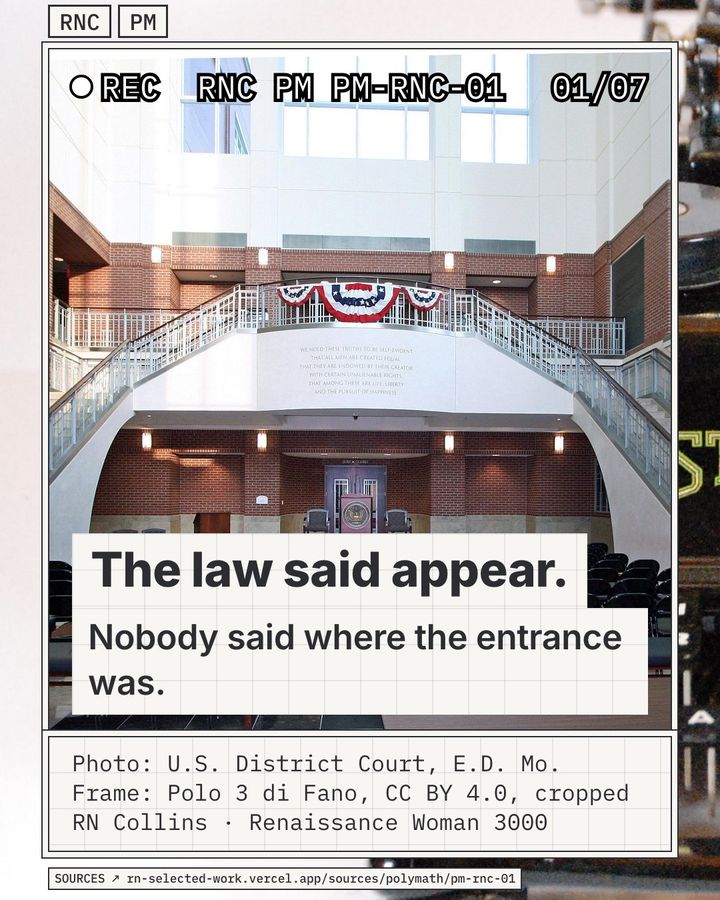 RNC PM
REC RNC PM PM-RNC-01 01/07
WE HOLD THESE TRUTHS TO BE SELF-EVIDENT
THAT ALL MEN ARE CREATED EQUAL
THAT THEY ARE ENDOWED BY THEIR CREATOR
WITH CERTAIN UNALIENABLE RIGHTS
THAT AMONG THESE ARE LIFE, LIBERTY
AND THE PURSUIT OF HAPPINESS
The law said appear.
Nobody said where the entrance
was.
Photo: U.S. District Court, E.D. Mo.
Frame: Polo 3 di Fano, CC BY 4.0, cropped
RN Collins · Renaissance Woman 3000
SOURCES ↗ rn-selected-work.vercel.app/sources/polymath/pm-rnc-01